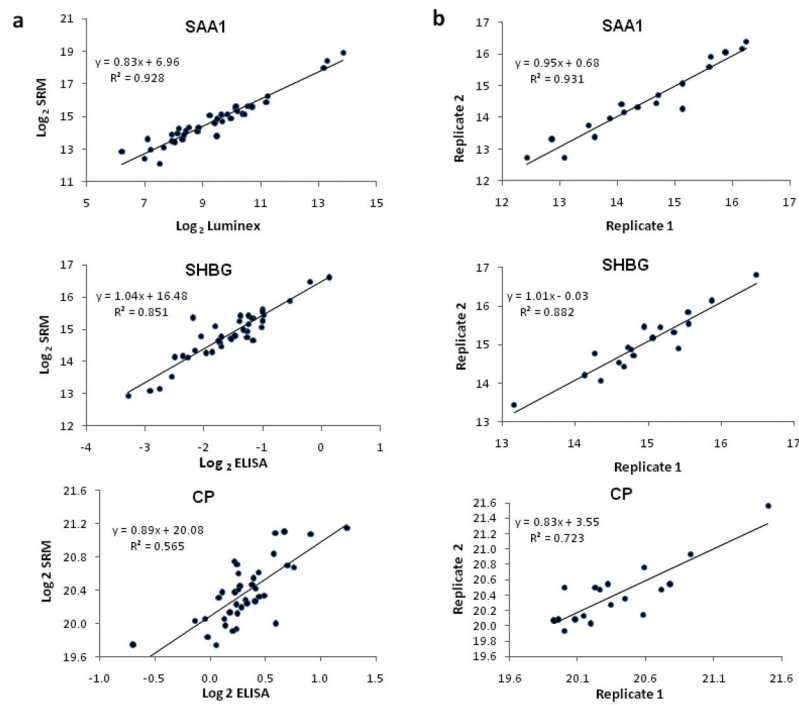 a
SAA1
y = 0.83x + 6.96
R² = 0.928
Log 2 SRM
21
19
17
15
13
11
5 7 9 11 13 15
Log 2 Luminex
SHBG
y = 1.04x + 16.48
R² = 0.851
Log 2 SRM
17
16
15
14
13
12
-4 -3 -2 -1 0 1
Log 2 ELISA
CP
y = 0.89x + 20.08
R² = 0.565
Log 2 SRM
21.6
21.2
20.8
20.4
20.0
19.6
-1.0 -0.5 0.0 0.5 1.0 1.5
Log 2 ELISA
b
SAA1
y = 0.95x + 0.68
R² = 0.931
Replicate 2
17
16
15
14
13
12
12 13 14 15 16 17
Replicate 1
SHBG
y = 1.01x - 0.03
R² = 0.882
Replicate 2
17
16
15
14
13
13 14 15 16 17
Replicate 1
CP
y = 0.83x + 3.55
R² = 0.723
Replicate 2
21.6
21.4
21.2
21.0
20.8
20.6
20.4
20.2
20.0
19.8
19.6
19.6 20.1 20.6 21.1 21.6
Replicate 1